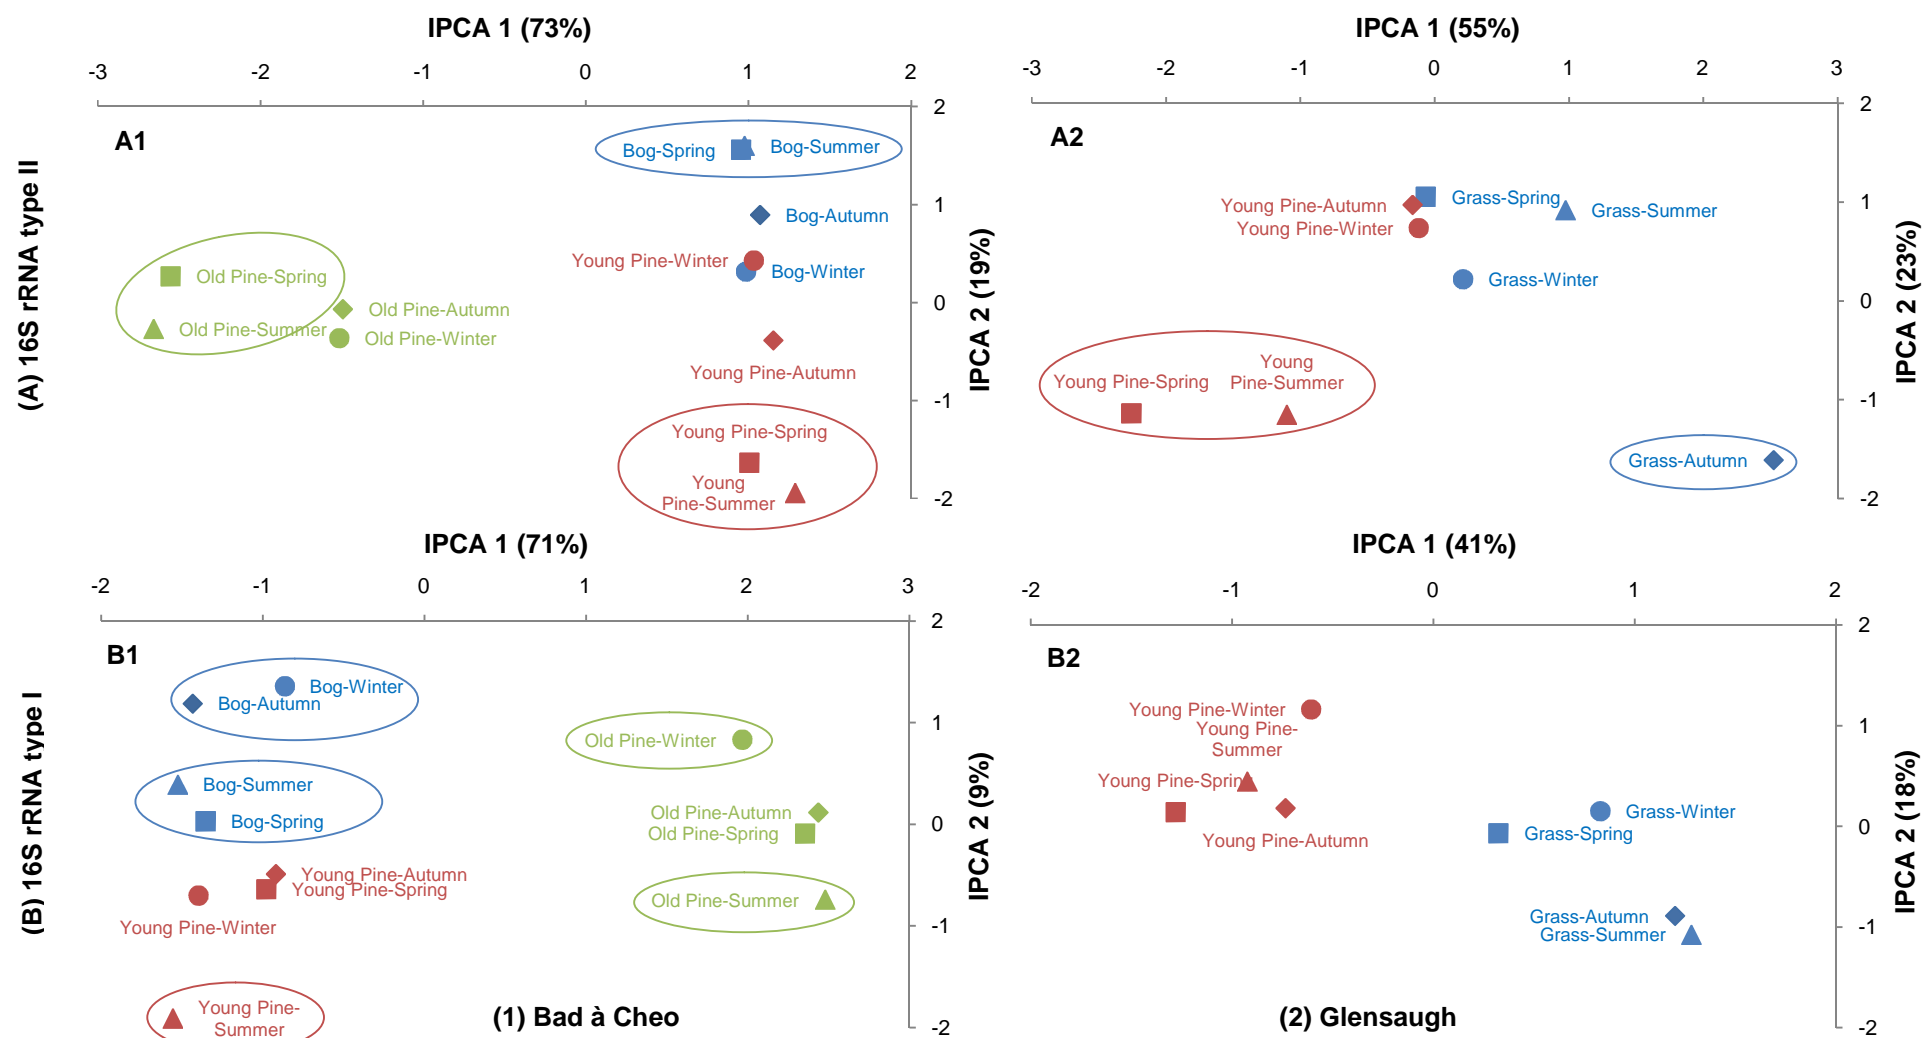 IPCA 1 (73%)
-3 -2 -1 0 1 2
(A) 16S rRNA type II
A1
Bog-Spring
Bog-Summer
Bog-Autumn
Young Pine-Winter
Bog-Winter
Old Pine-Spring
Old Pine-Autumn
Old Pine-Summer
Old Pine-Winter
Young Pine-Autumn
Young Pine-Spring
Young
Pine-Summer
2
1
0
-1
-2
IPCA 2 (19%)
IPCA 1 (55%)
-3 -2 -1 0 1 2 3
A2
Grass-Spring
Young Pine-Autumn
Grass-Summer
Young Pine-Winter
Grass-Winter
Young Pine-Spring
Young
Pine-Summer
Grass-Autumn
2
1
0
-1
-2
IPCA 2 (23%)
IPCA 1 (71%)
-2 -1 0 1 2 3
(B) 16S rRNA type I
B1
Bog-Winter
Bog-Autumn
Old Pine-Winter
Bog-Summer
Bog-Spring
Old Pine-Autumn
Old Pine-Spring
Young Pine-Autumn
Young Pine-Spring
Old Pine-Summer
Young Pine-Winter
Young Pine-
Summer
(1) Bad à Cheo
2
1
0
-1
-2
IPCA 2 (9%)
IPCA 1 (41%)
-2 -1 0 1 2
B2
Young Pine-Winter
Young Pine-
Summer
Young Pine-Spring
Young Pine-Autumn
Grass-Winter
Grass-Spring
Grass-Autumn
Grass-Summer
(2) Glensaugh
2
1
0
-1
-2
IPCA 2 (18%)